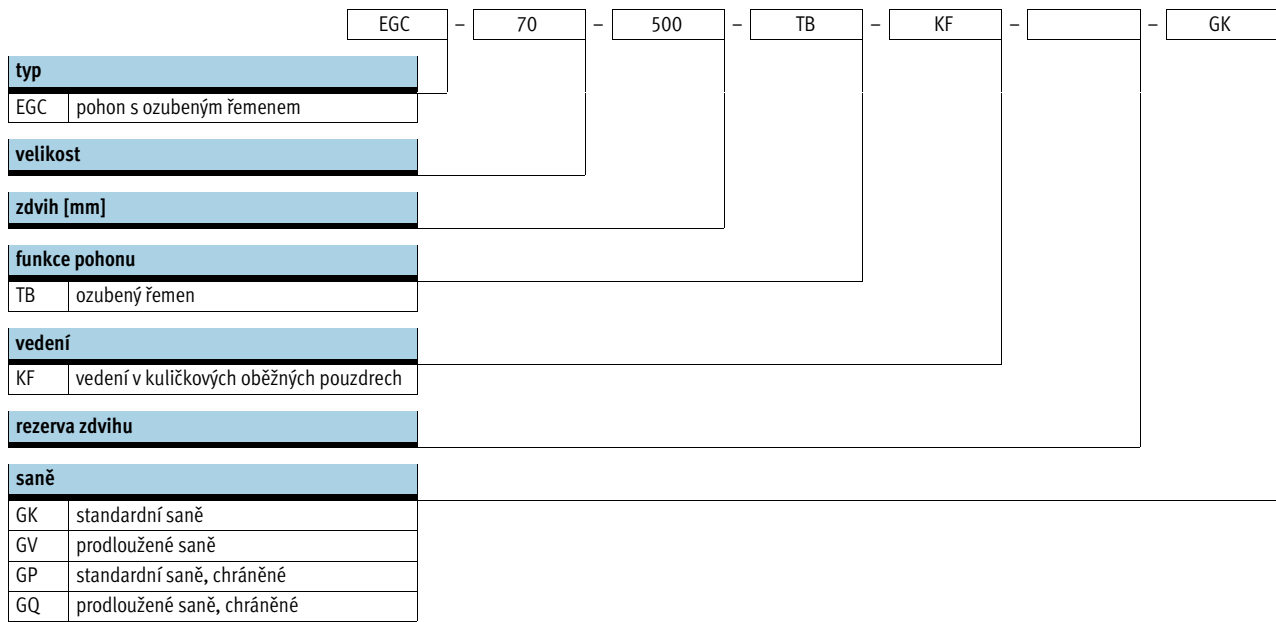 EGC – 70 – 500 – TB – KF – – GK
typ
EGC pohon s ozubeným řemenem
velikost
zdvih [mm]
funkce pohonu
TB ozubený řemen
vedení
KF vedení v kuličkových oběžných pouzdrech
rezerva zdvihu
saně
GK standardní saně
GV prodloužené saně
GP standardní saně, chráněné
GQ prodloužené saně, chráněné